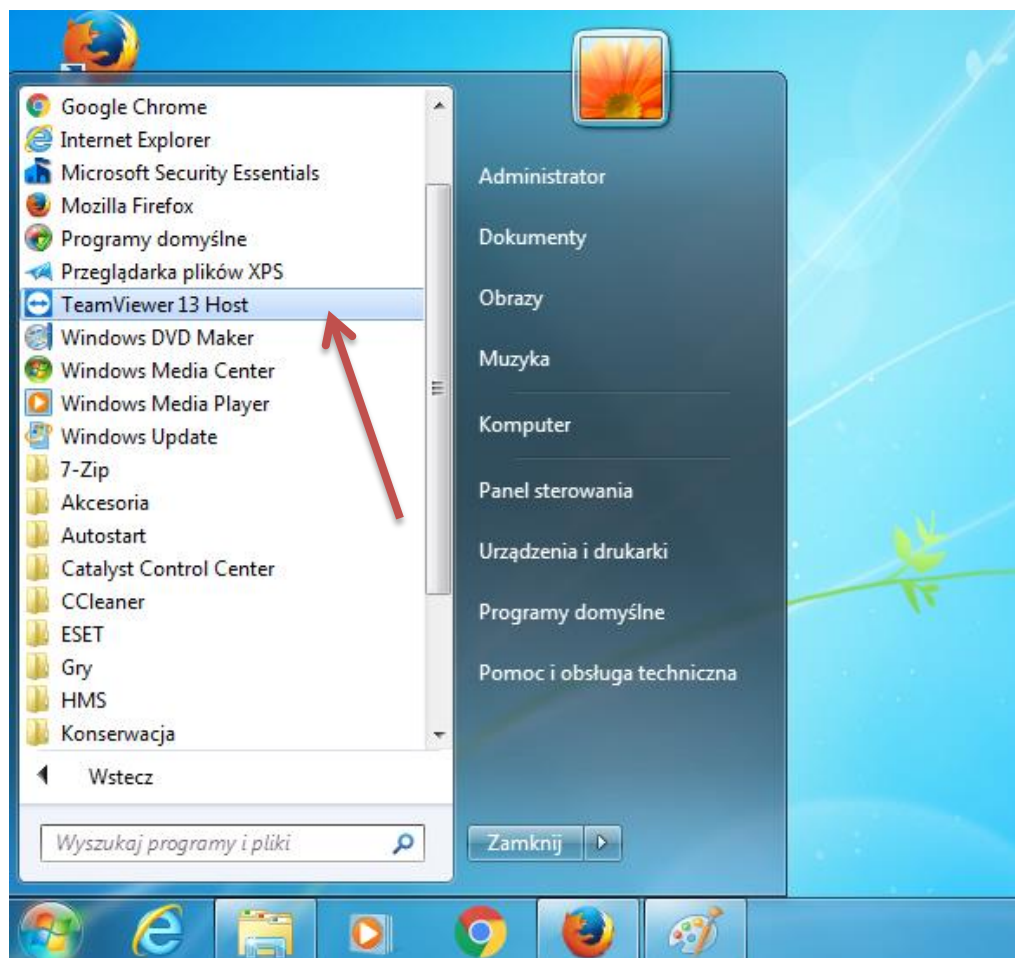 Google Chrome
Internet Explorer
Microsoft Security Essentials
Mozilla Firefox
Programy domyślne
Przeglądarka plików XPS
TeamViewer 13 Host
Windows DVD Maker
Windows Media Center
Windows Media Player
Windows Update
7-Zip
Akcesoria
Autostart
Catalyst Control Center
CCleaner
ESET
Gry
HMS
Konserwacja
Wstecz
Wyszukaj programy i pliki
Administrator
Dokumenty
Obrazy
Muzyka
Komputer
Panel sterowania
Urządzenia i drukarki
Programy domyślne
Pomoc i obsługa techniczna
Zamknij